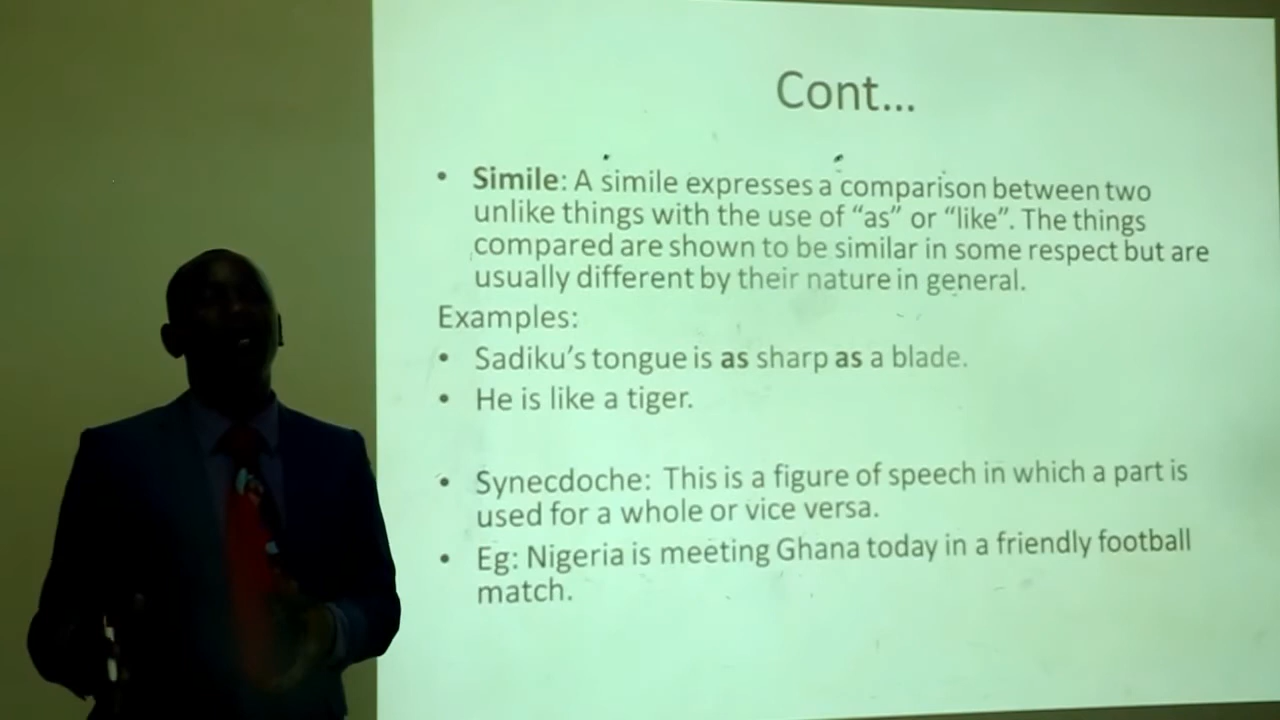 Cont...
• Simile: A simile expresses a comparison between two
unlike things with the use of “as” or “like”. The things
compared are shown to be similar in some respect but are
usually different by their nature in general.
Examples:
• Sadiku’s tongue is as sharp as a blade.
• He is like a tiger.
• Synecdoche: This is a figure of speech in which a part is
used for a whole or vice versa.
• Eg: Nigeria is meeting Ghana today in a friendly football
match.